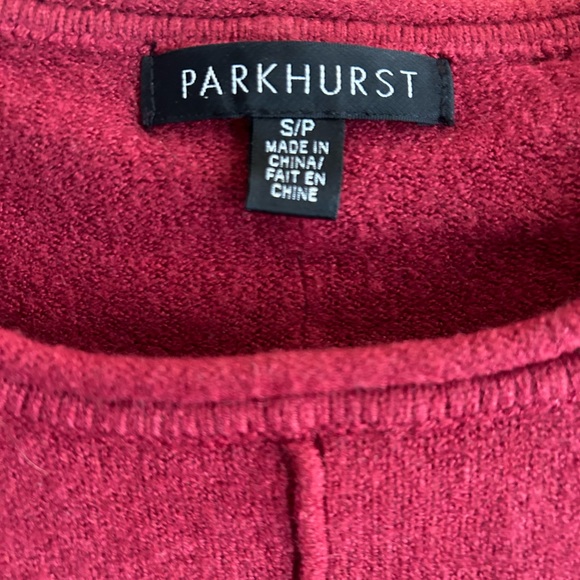 PARKHURST
S/P
MADE IN
CHINA/
FAIT EN
CHINE